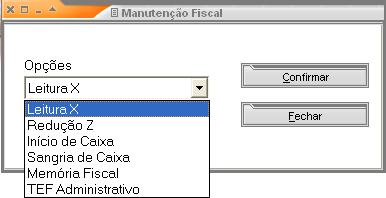 Manutenção Fiscal
Opções
Leitura X
Confirmar
Leitura X
Redução Z
Início de Caixa
Fechar
Sangria de Caixa
Memória Fiscal
TEF Administrativo